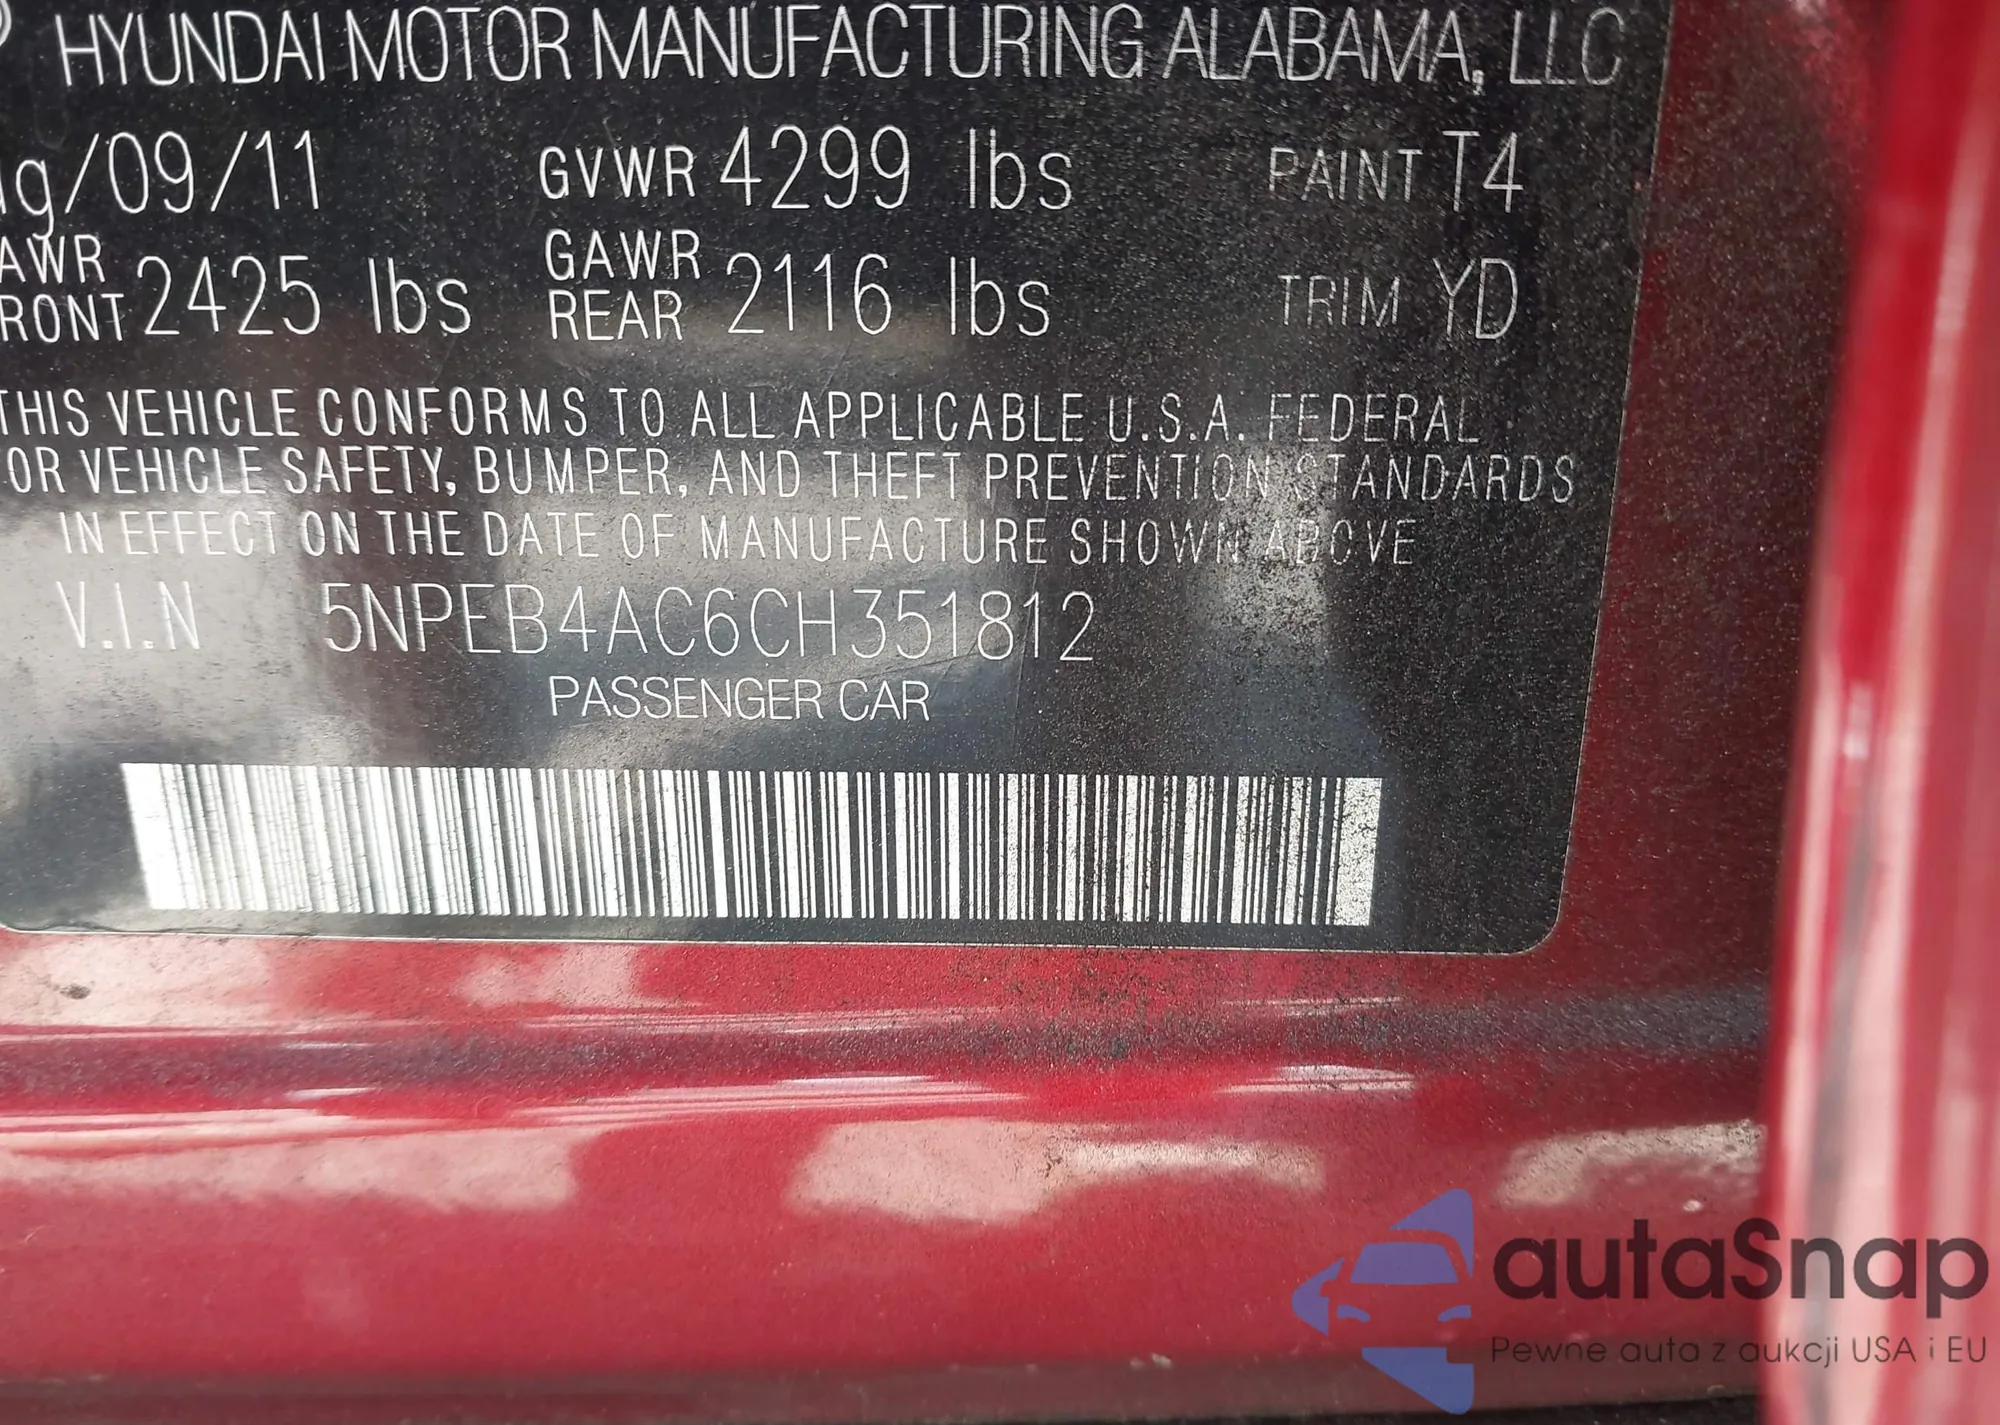 HYUNDAI MOTOR MANUFACTURING ALABAMA, LLC
ug/09/11 GVWR 4299 lbs PAINT T4
AWR FRONT 2425 lbs GAWR REAR 2116 lbs TRIM YD
THIS VEHICLE CONFORMS TO ALL APPLICABLE U.S.A. FEDERAL
OR VEHICLE SAFETY, BUMPER, AND THEFT PREVENTION STANDARDS
IN EFFECT ON THE DATE OF MANUFACTURE SHOWN ABOVE
V.I.N 5NPEB4AC6CH351812
PASSENGER CAR
autaSnap
Pewne auta z aukcji USA i EU